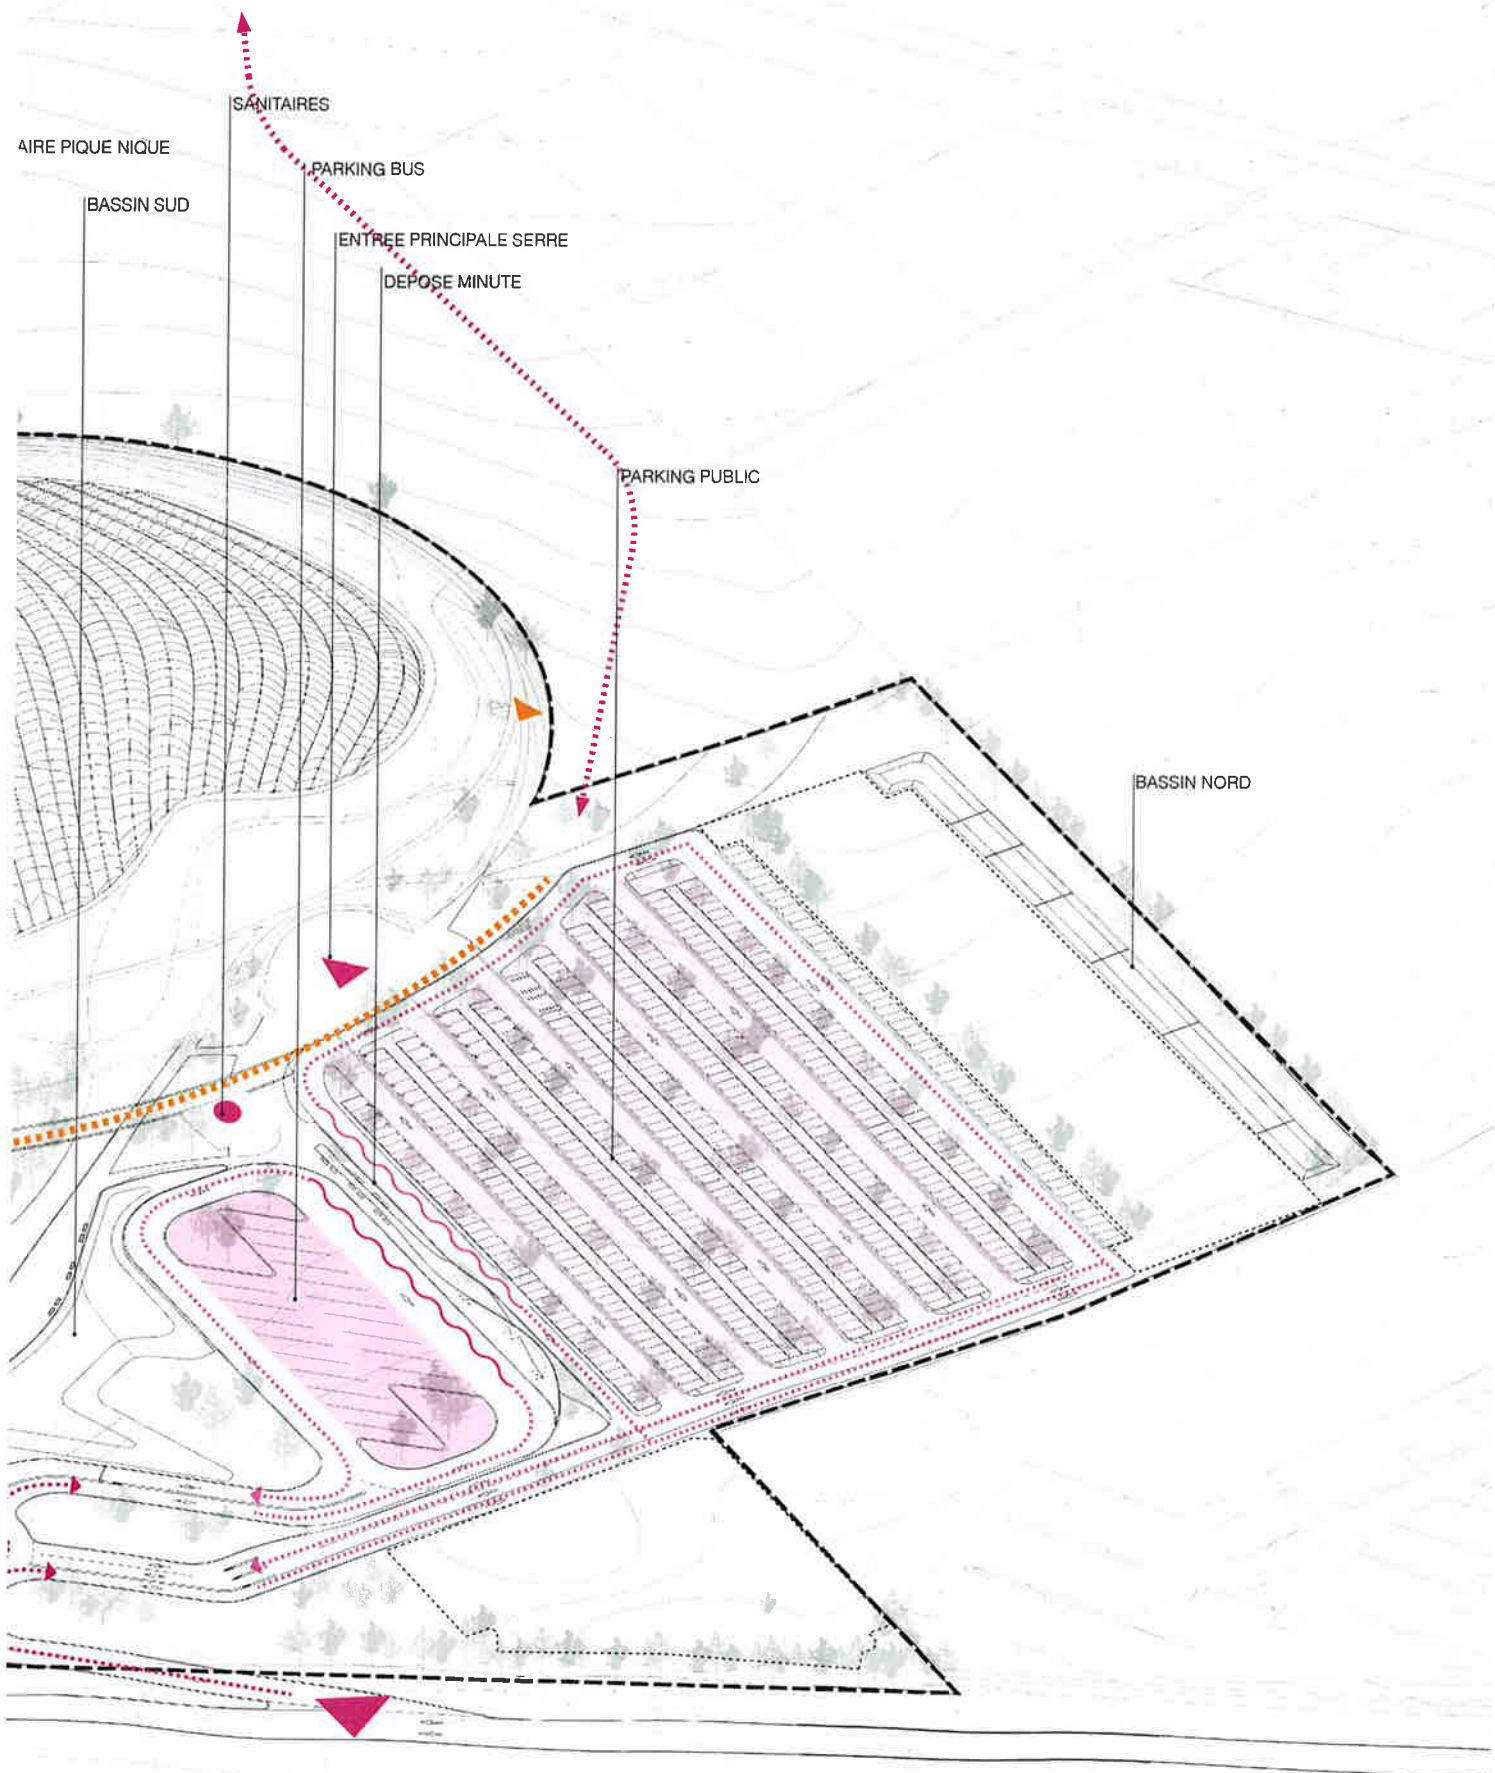 SANITAIRES
AIRE PIQUE NIQUE
PARKING BUS
BASSIN SUD
ENTREE PRINCIPALE SERRE
DEPOSE MINUTE
PARKING PUBLIC
BASSIN NORD